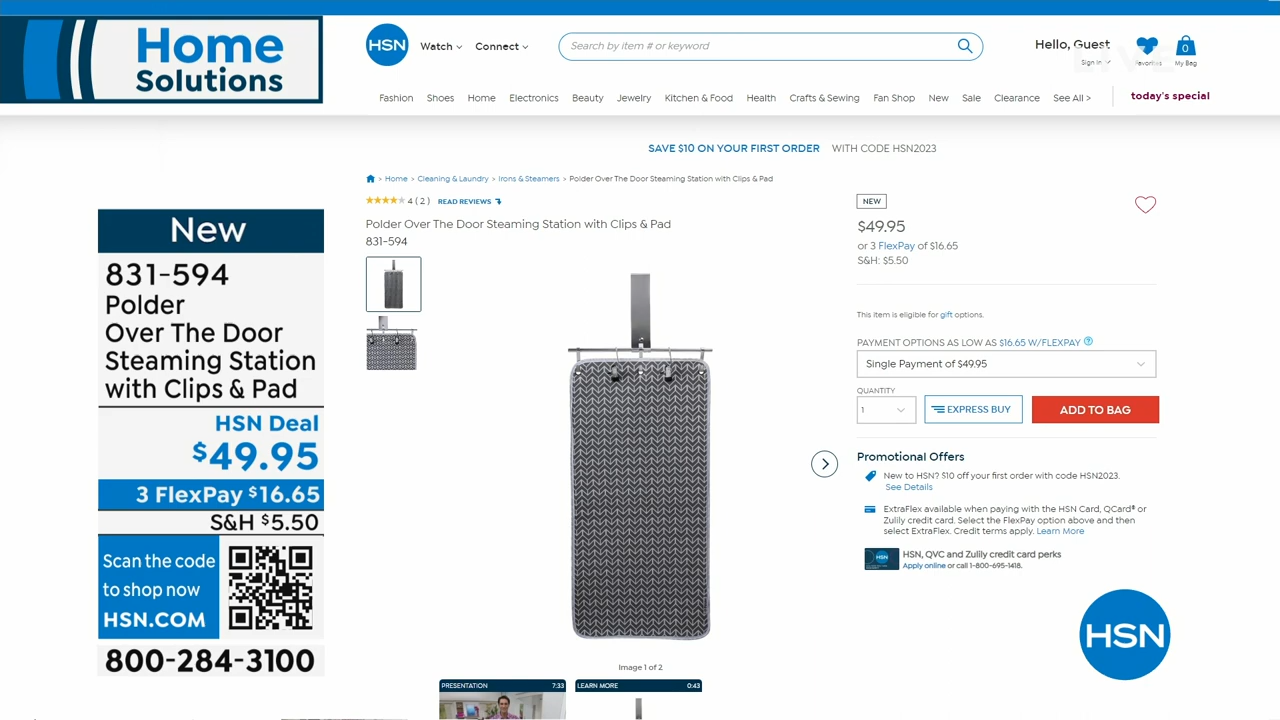 Home
Solutions
HSN
Watch
Connect
Search by item # or keyword
Hello, Guest
Sign In
Favorites
0
My Bag
Fashion
Shoes
Home
Electronics
Beauty
Jewelry
Kitchen & Food
Health
Crafts & Sewing
Fan Shop
New
Sale
Clearance
See All >
today's special
SAVE $10 ON YOUR FIRST ORDER WITH CODE HSN2023
> Home > Cleaning & Laundry > Irons & Steamers > Polder Over The Door Steaming Station with Clips & Pad
4 ( 2 ) READ REVIEWS
Polder Over The Door Steaming Station with Clips & Pad
831-594
Image 1 of 2
PRESENTATION 7:33
LEARN MORE 0:43
NEW
$49.95
or 3 FlexPay of $16.65
S&H: $5.50
This item is eligible for gift options.
PAYMENT OPTIONS AS LOW AS $16.65 W/FLEXPAY ?
Single Payment of $49.95
QUANTITY
1
EXPRESS BUY
ADD TO BAG
Promotional Offers
New to HSN? $10 off your first order with code HSN2023.
See Details
ExtraFlex available when paying with the HSN Card, QCard® or
Zulily credit card. Select the FlexPay option above and then
select ExtraFlex. Credit terms apply. Learn More
HSN
HSN, QVC and Zulily credit card perks
Apply online or call 1-800-695-1418.
HSN
New
831-594
Polder
Over The Door
Steaming Station
with Clips & Pad
HSN Deal
$49.95
3 FlexPay $16.65
S&H $5.50
Scan the code
to shop now
HSN.COM
800-284-3100